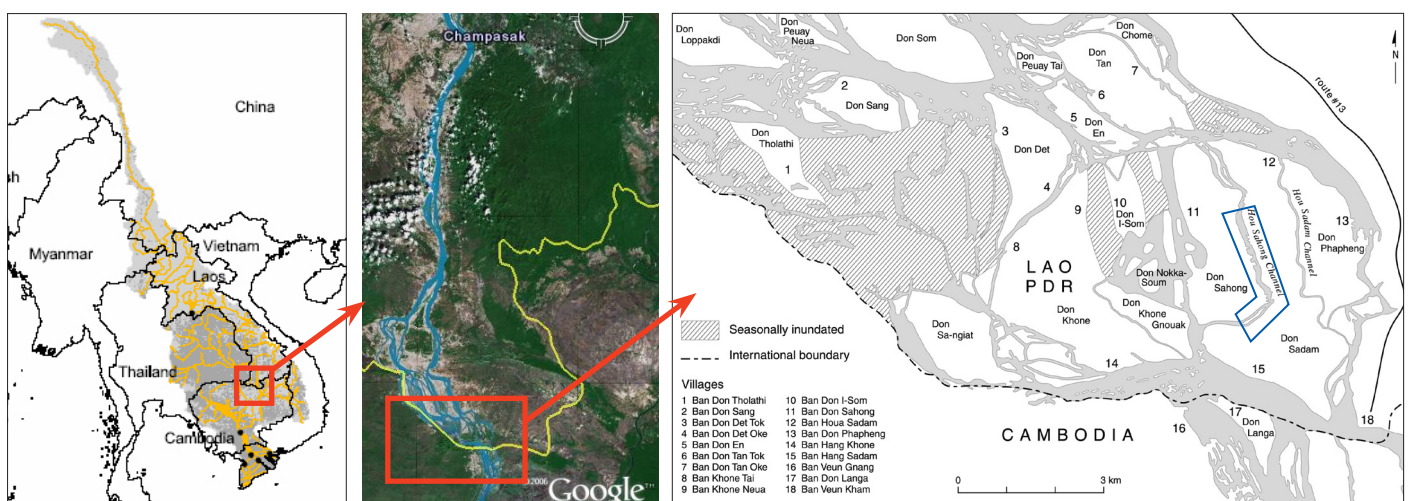 China
sh
Myanmar
Vietnam
Laos
Thailand
Cambodia
Champasak
©2006 Google™
Don
Loppakdi
Don
Peuay
Neua
Don Som
Don
Chome
Don
Tan
7
Don
Peuay Tai
6
2
Don Sang
5
Don
En
route #13
N
Don
Tholathi
1
3
Don Det
4
12
9
10
Don
I-Som
11
Hou Sahong Channel
Hou Sadam Channel
13
Don
Phapheng
8
LAO
PDR
Don Nokka-
Soum
Don
Sahong
Don
Khone
Don
Khone
Gnouak
Don
Sa-ngiat
Don
Sadam
14
15
16
17
Don
Langa
18
CAMBODIA
Seasonally inundated
International boundary
Villages
1 Ban Don Tholathi
2 Ban Don Sang
3 Ban Don Det Tok
4 Ban Don Det Oke
5 Ban Don En
6 Ban Don Tan Tok
7 Ban Don Tan Oke
8 Ban Khone Tai
9 Ban Khone Neua
10 Ban Don I-Som
11 Ban Don Sahong
12 Ban Houa Sadam
13 Ban Don Phapheng
14 Ban Hang Khone
15 Ban Hang Sadam
16 Ban Veun Gnang
17 Ban Don Langa
18 Ban Veun Kham
0 3 km